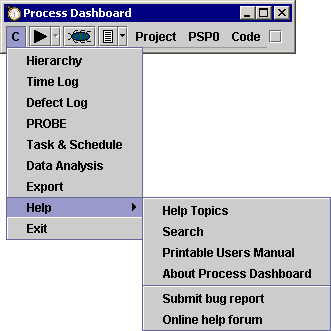 Process Dashboard
C Project PSP0 Code
Hierarchy
Time Log
Defect Log
PROBE
Task & Schedule
Data Analysis
Export
Help
Exit
Help Topics
Search
Printable Users Manual
About Process Dashboard
Submit bug report
Online help forum